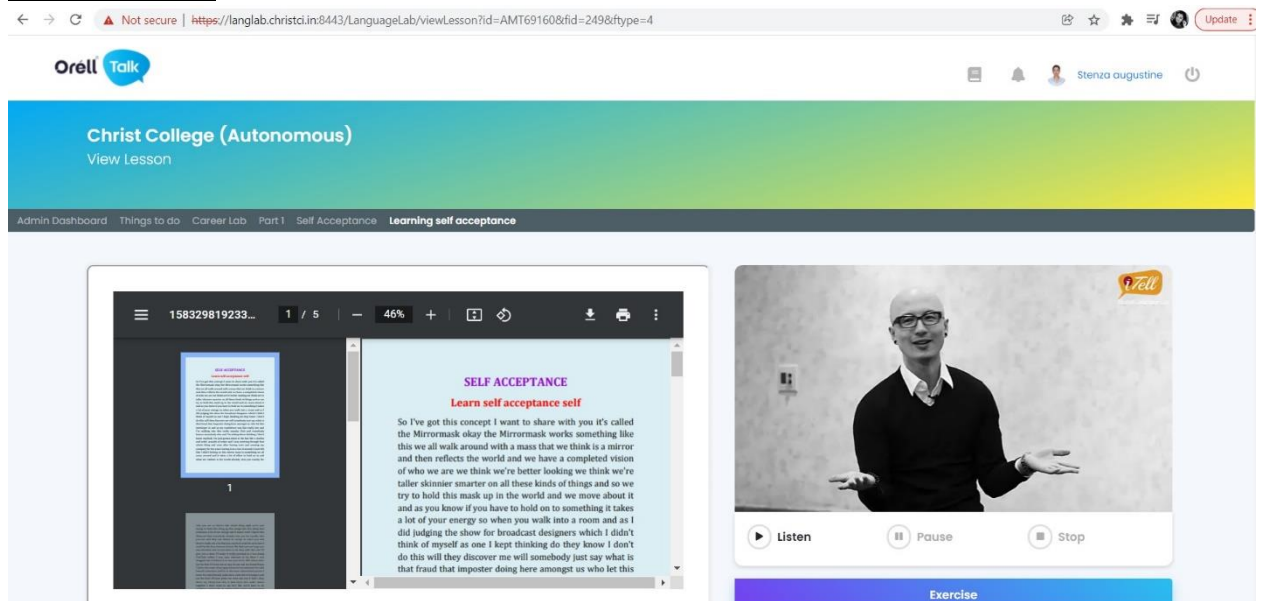 Not secure | https://langlab.christci.in:8443/LanguageLab/viewLesson?id=AMT69160&fid=249&ftype=4
Update
Orell Talk
Stenza augustine
Christ College (Autonomous)
View Lesson
Admin Dashboard Things to do Career Lab Part 1 Self Acceptance Learning self acceptance
158329819233... 1 / 5 46%
1
SELF ACCEPTANCE
Learn self acceptance self
So I've got this concept I want to share with you it's called
the Mirrormask okay the Mirrormask works something like
this we all walk around with a mass that we think is a mirror
and then reflects the world and we have a completed vision
of who we are we think we're better looking we think we're
taller skinnier smarter on all these kinds of things and so we
try to hold this mask up in the world and we move about it
and as you know if you have to hold on to something it takes
a lot of your energy so when you walk into a room and as I
did judging the show for broadcast designers which I didn't
think of myself as one I kept thinking do they know I don't
do this will they discover me will somebody just say what is
that fraud that imposter doing here amongst us who let this
iTell
Listen Pause Stop
Exercise